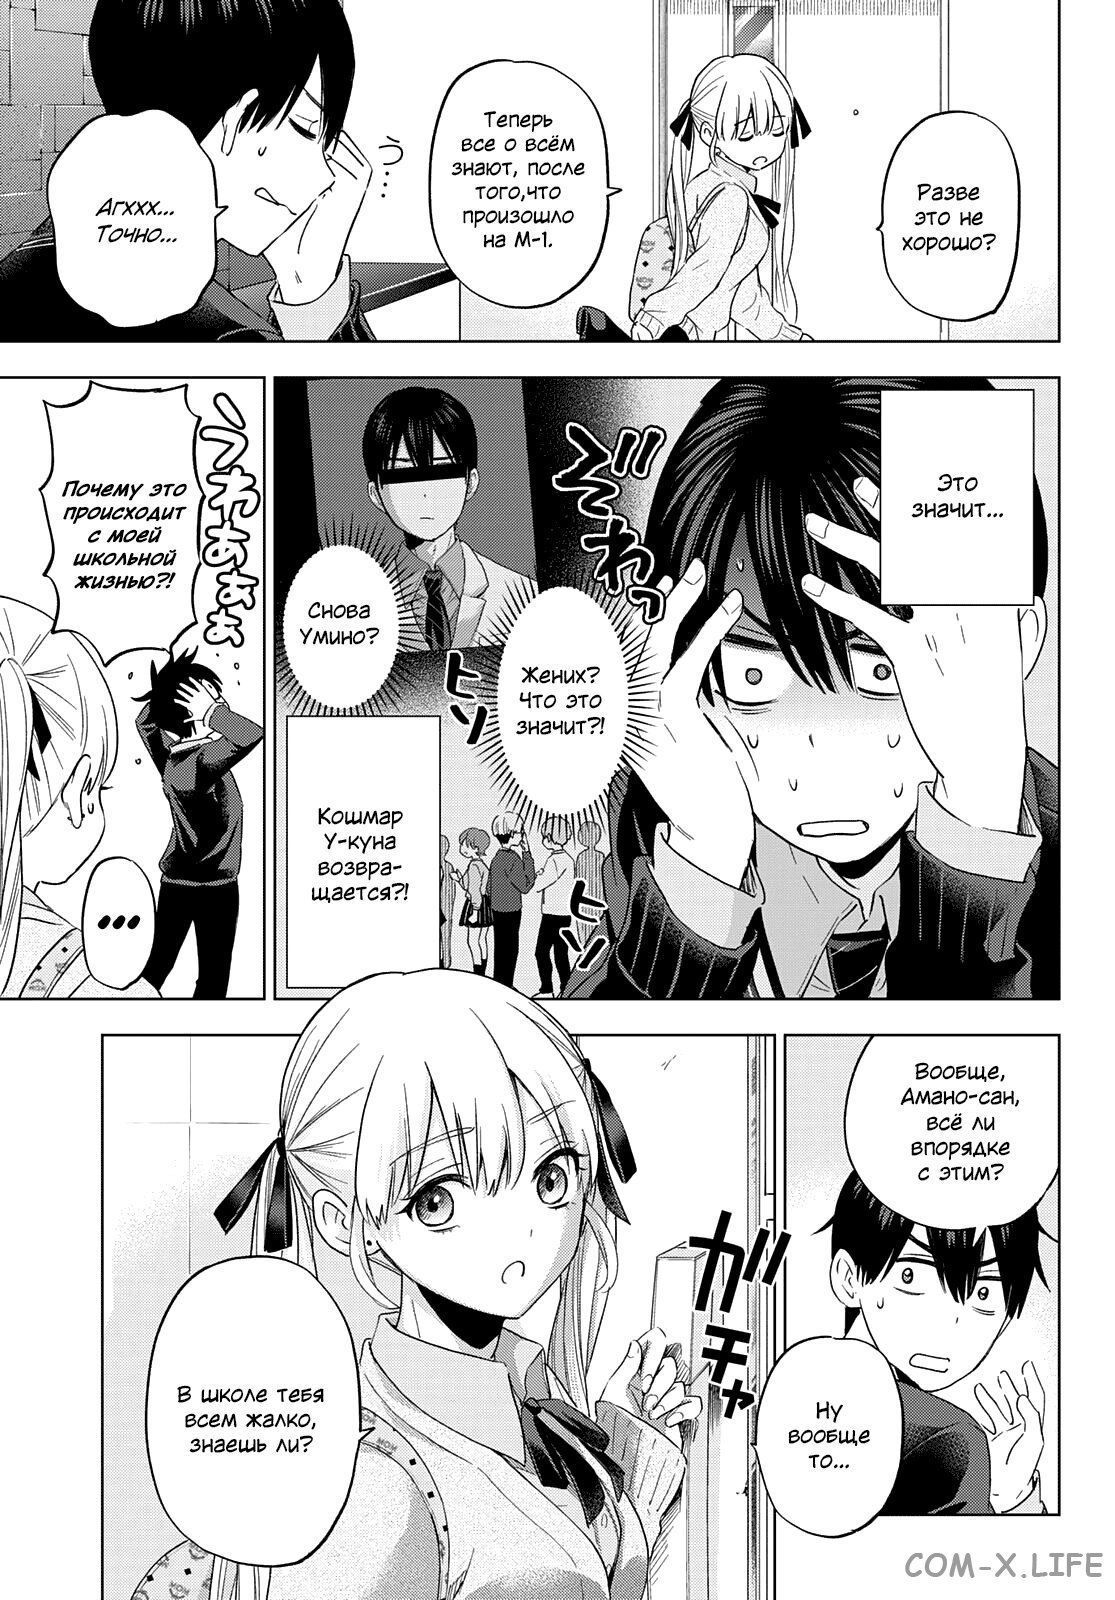 Разве
это не
хорошо?
Теперь
все о всём
знают, после
того,что
произошло
на М-1.
う…
Агххх...
Точно...
Это
значит...
ぞわっ
Жених?
Что это
значит?!
Снова
Умино?
ヒソ
ヒソ
Кошмар
У-куна
возвра-
щается?!
うわぁぁぁ
Почему это
происходит
с моей
школьной
жизнью?!
...
Вообще,
Амано-сан,
всё ли
впорядке
с этим?
Ну
вообще
то...
ガチャ
В школе тебя
всем жалко,
знаешь ли?
COM-X.LIFE